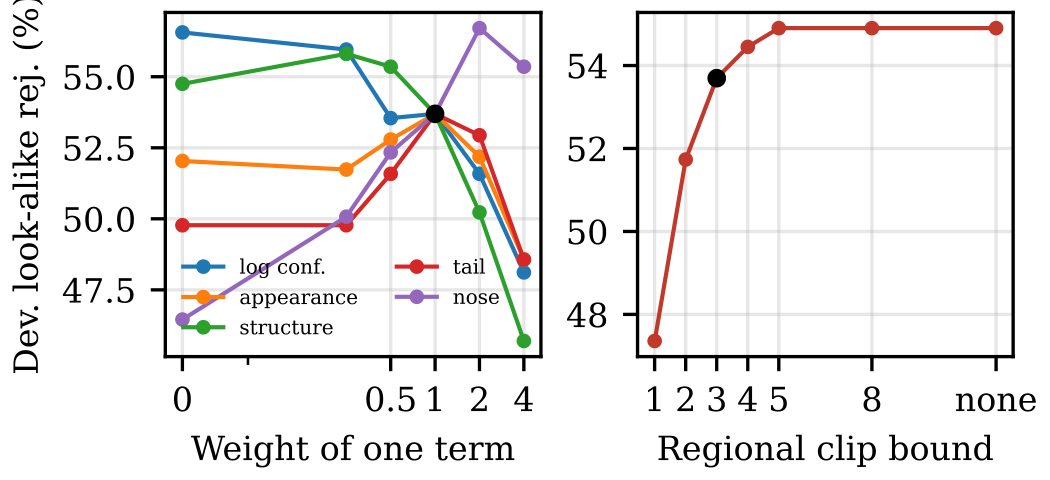 Dev. look-alike rej. (%)
55.0
52.5
50.0
47.5
log conf.
appearance
structure
tail
nose
0 0.5 1 2 4
Weight of one term
54
52
50
48
1 2 3 4 5 8 none
Regional clip bound